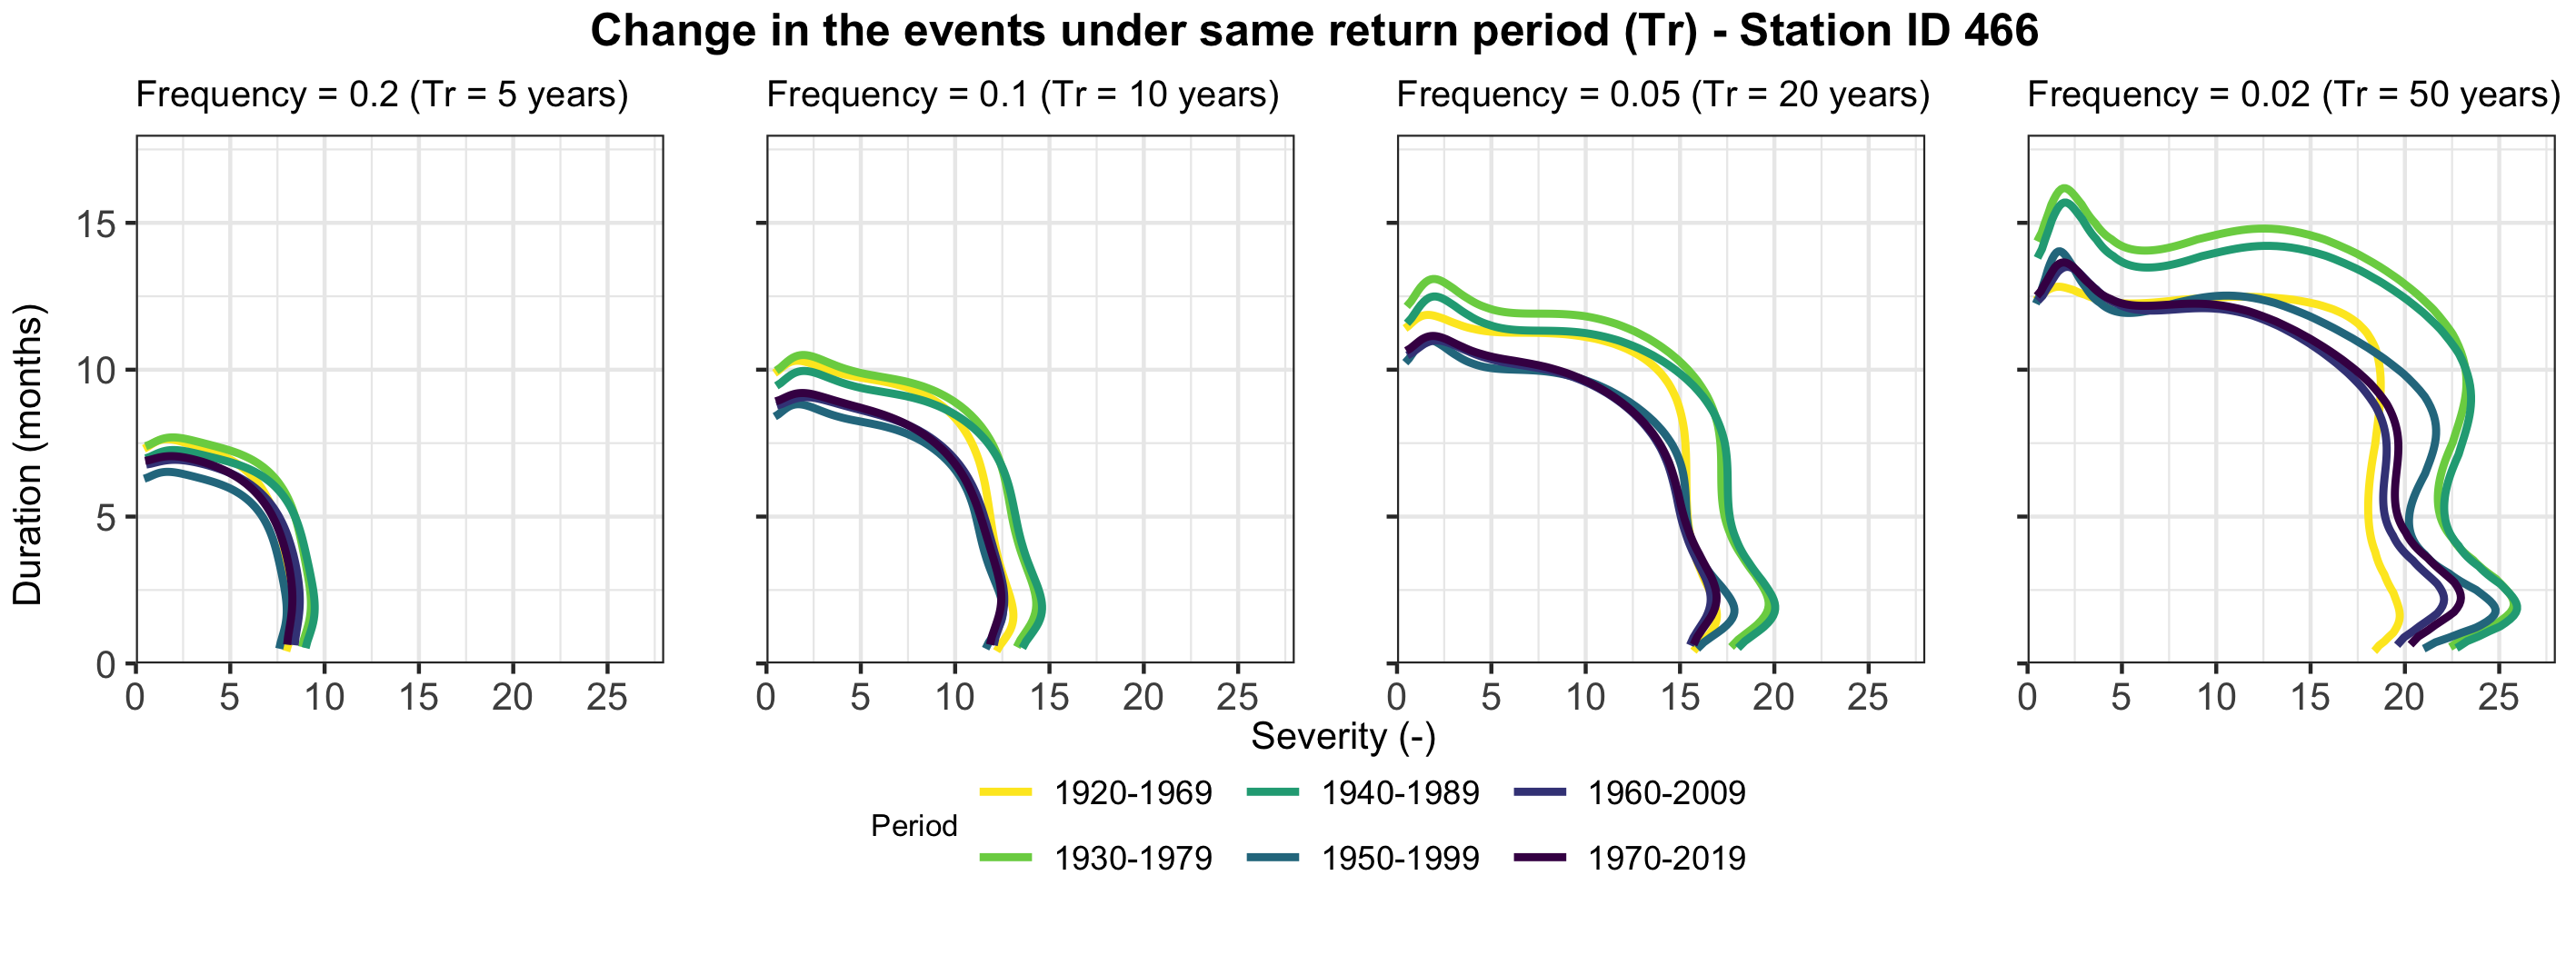 Change in the events under same return period (Tr) - Station ID 466
Frequency = 0.2 (Tr = 5 years)
Frequency = 0.1 (Tr = 10 years)
Frequency = 0.05 (Tr = 20 years)
Frequency = 0.02 (Tr = 50 years)
Duration (months)
15
10
5
0
0 5 10 15 20 25
0 5 10 15 20 25
0 5 10 15 20 25
0 5 10 15 20 25
Severity (-)
Period
1920-1969
1940-1989
1960-2009
1930-1979
1950-1999
1970-2019